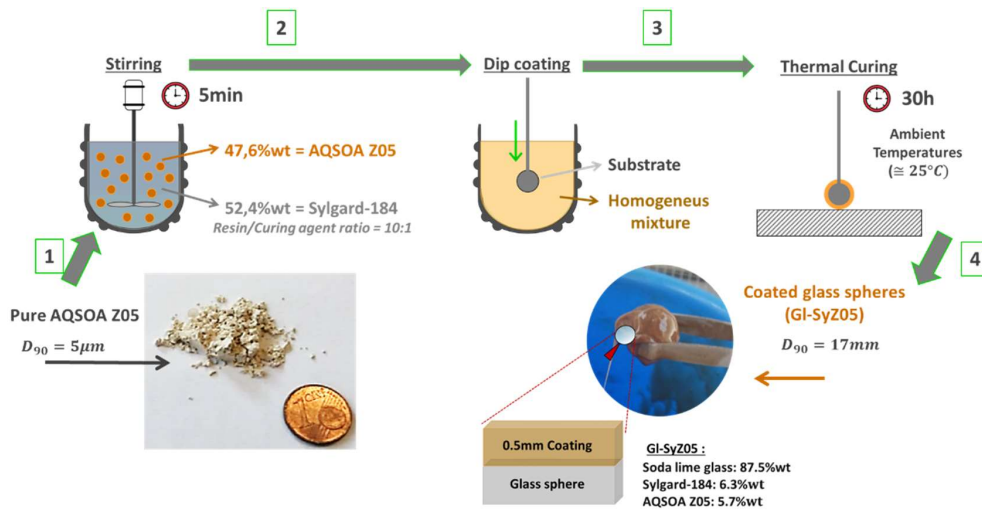 2
3
Stirring
Dip coating
Thermal Curing
5min
30h
47,6%wt = AQSOA Z05
52,4%wt = Sylgard-184
Resin/Curing agent ratio = 10:1
Substrate
Homogeneus
mixture
Ambient
Temperatures
(≅ 25°C)
1
4
Pure AQSOA Z05
D90 = 5μm
Coated glass spheres
(Gl-SyZ05)
D90 = 17mm
0.5mm Coating
Glass sphere
Gl-SyZ05 :
Soda lime glass: 87.5%wt
Sylgard-184: 6.3%wt
AQSOA Z05: 5.7%wt
1